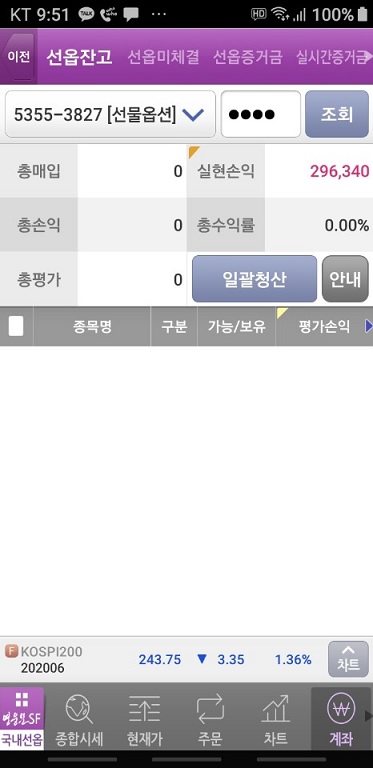 KT 9:51 TALK ··· HD 100%
이전 선옵잔고 선옵미체결 선옵증거금 실시간증거금
5355-3827 [선물옵션] ●●●● 조회
총매입 0 실현손익 296,340
총손익 0 총수익률 0.00%
총평가 0 일괄청산 안내
종목명 구분 가능/보유 평가손익
F KOSPI200 243.75 ▼ 3.35 1.36% 차트
202006
영웅문SF
국내선옵 종합시세 현재가 주문 차트 계좌